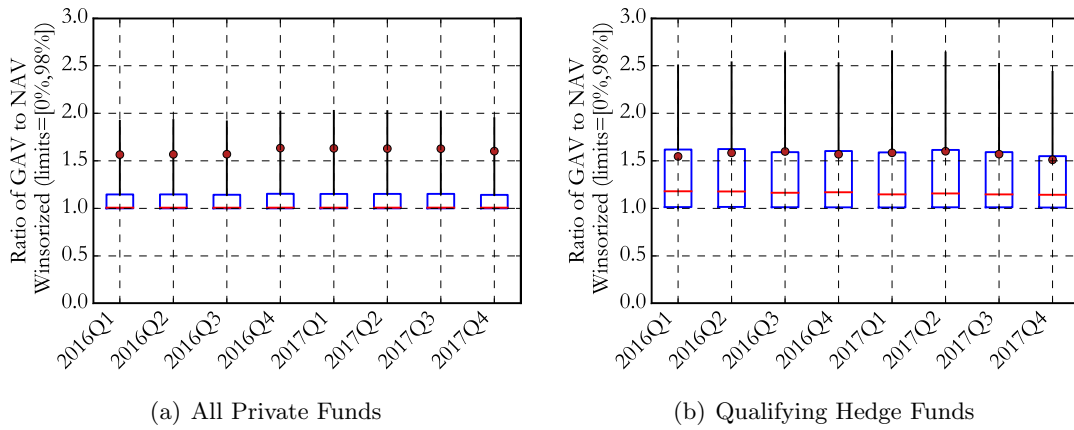 Ratio of GAV to NAV
Winsorized (limits=[0%,98%])
3.0
2.5
2.0
1.5
1.0
0.5
0.0
2016Q1
2016Q2
2016Q3
2016Q4
2017Q1
2017Q2
2017Q3
2017Q4
(a) All Private Funds
Ratio of GAV to NAV
Winsorized (limits=[0%,98%])
3.0
2.5
2.0
1.5
1.0
0.5
0.0
2016Q1
2016Q2
2016Q3
2016Q4
2017Q1
2017Q2
2017Q3
2017Q4
(b) Qualifying Hedge Funds